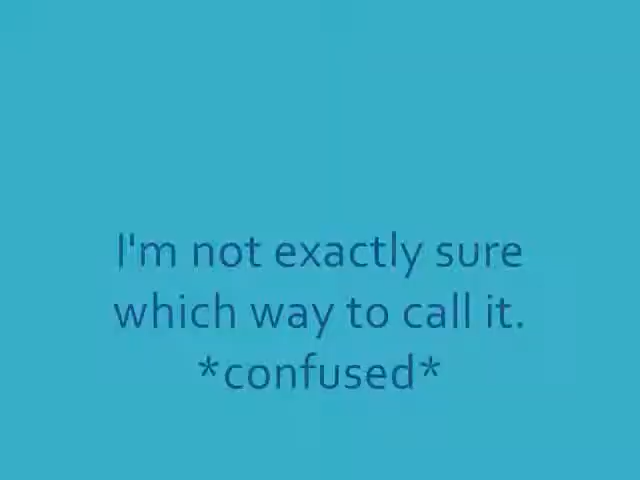 I'm not exactly sure
which way to call it.
*confused*